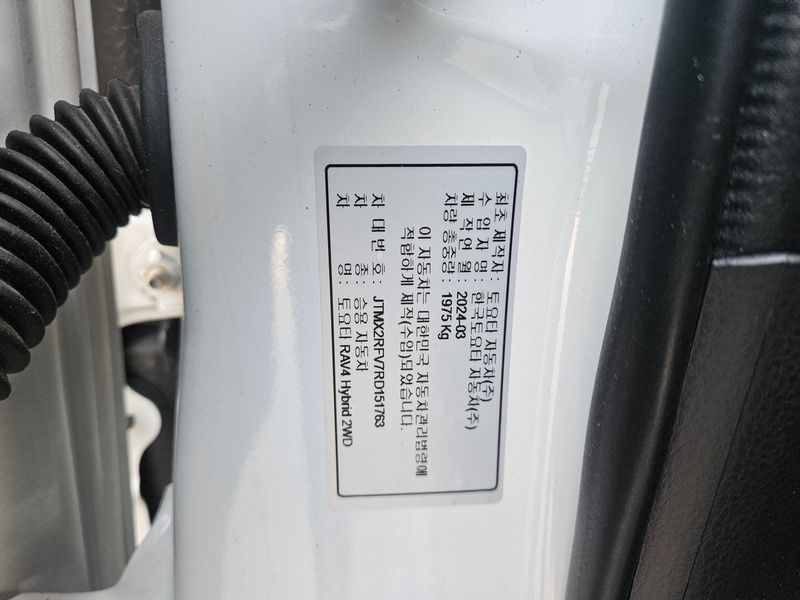 최초 제작자 : 토요타 자동차(주)
수 입 자 명 : 한국토요타 자동차(주)
제 작 연 월 : 2024-03
차량 총중량 : 1975 Kg
이 자동차는 대한민국 자동차관리법령에
적합하게 제작(수입)되었습니다.
차 대 번 호 : JTMX2RFV7RD151763
차 종 : 승용 자동차
차 명 : 토요타 RAV4 Hybrid 2WD